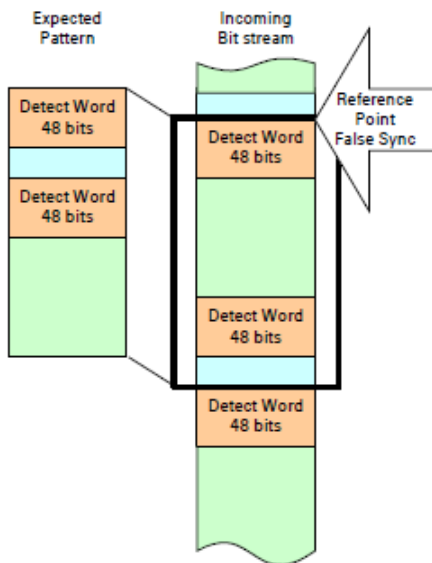 Expected
Pattern
Incoming
Bit stream
Detect Word
48 bits
Detect Word
48 bits
Detect Word
48 bits
Reference
Point
False Sync
Detect Word
48 bits
Detect Word
48 bits